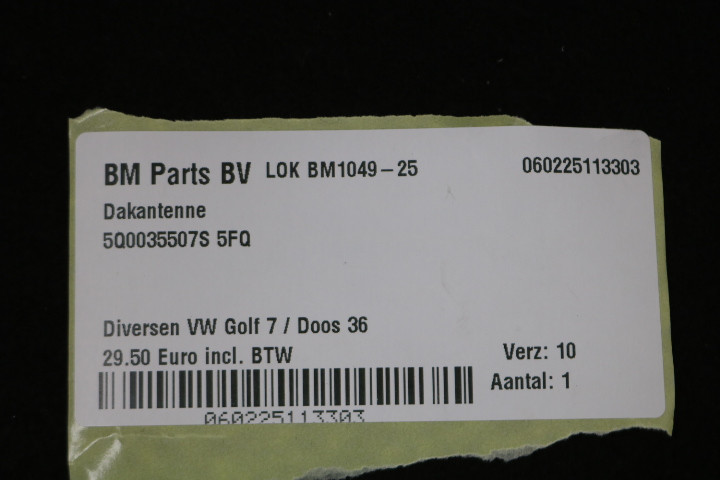 BM Parts BV LOK BM1049-25 060225113303
Dakantenne
5Q0035507S 5FQ
Diversen VW Golf 7 / Doos 36
29.50 Euro incl. BTW Verz: 10
Aantal: 1
060225113303